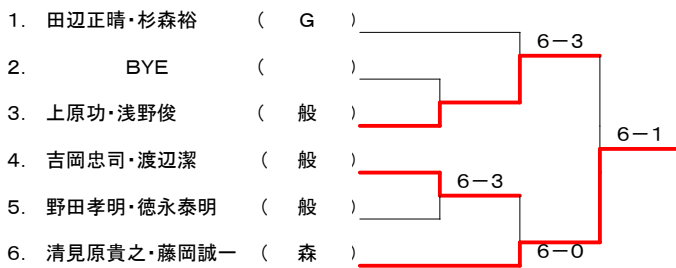 1. 田辺正晴・杉森裕 ( G )
6－3
2. BYE ( )
3. 上原功・浅野俊 ( 般 )
6－1
4. 吉岡忠司・渡辺潔 ( 般 )
6－3
5. 野田孝明・徳永泰明 ( 般 )
6. 清見原貴之・藤岡誠一 ( 森 )
6－0